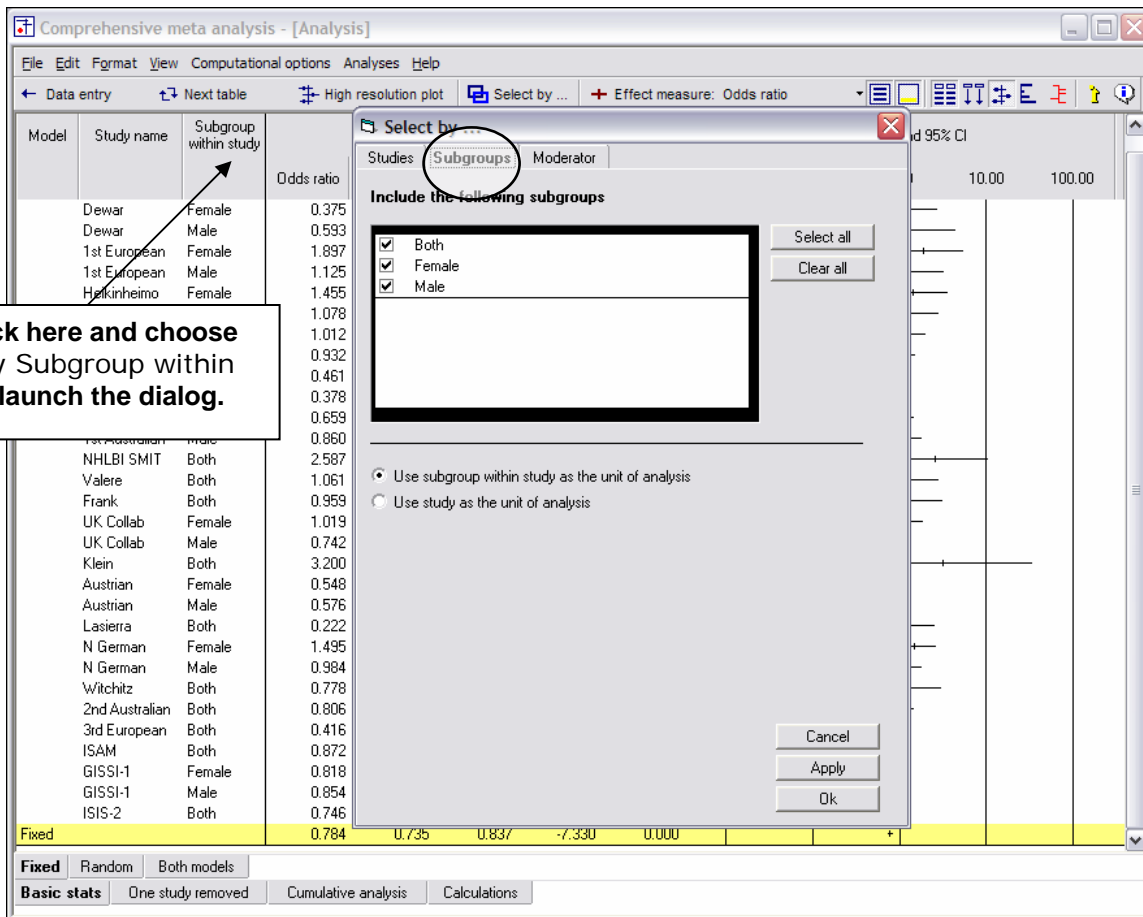 Comprehensive meta analysis - [Analysis]
File Edit Format View Computational options Analyses Help
← Data entry Next table High resolution plot Select by ... + Effect measure: Odds ratio
Model Study name Subgroup within study Odds ratio d 95% CI
10.00 100.00
Select by ...
Studies Subgroups Moderator
Include the following subgroups
Both
Female
Male
Select all
Clear all
Use subgroup within study as the unit of analysis
Use study as the unit of analysis
Cancel
Apply
Ok
Dewar Female 0.375
Dewar Male 0.593
1st European Female 1.897
1st European Male 1.125
Heikinheimo Female 1.455
1.078
1.012
0.932
0.461
0.378
0.659
1st Australian Male 0.860
NHLBI SMIT Both 2.587
Valere Both 1.061
Frank Both 0.959
UK Collab Female 1.019
UK Collab Male 0.742
Klein Both 3.200
Austrian Female 0.548
Austrian Male 0.576
Lasierra Both 0.222
N German Female 1.495
N German Male 0.984
Witchitz Both 0.778
2nd Australian Both 0.806
3rd European Both 0.416
ISAM Both 0.872
GISSI-1 Female 0.818
GISSI-1 Male 0.854
ISIS-2 Both 0.746
Fixed 0.784 0.735 0.837 -7.330 0.000 +
ck here and choose
y Subgroup within
launch the dialog.
Fixed Random Both models
Basic stats One study removed Cumulative analysis Calculations